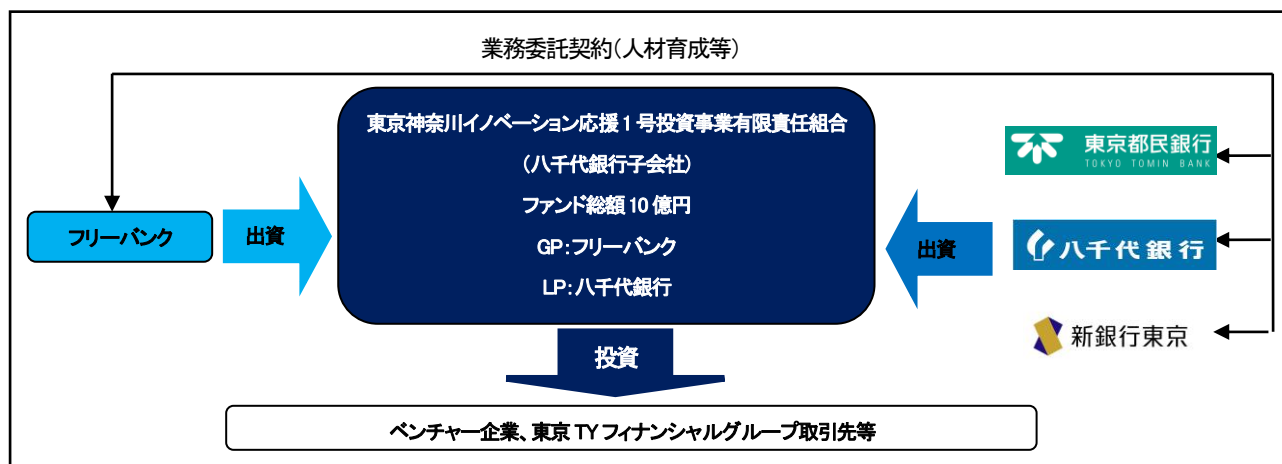 業務委託契約(人材育成等)
東京神奈川イノベーション応援1号投資事業有限責任組合
(八千代銀行子会社)
ファンド総額10億円
GP:フリーバンク
LP:八千代銀行
フリーバンク
出資
出資
東京都民銀行
TOKYO TOMIN BANK
八千代銀行
新銀行東京
投資
ベンチャー企業、東京TYフィナンシャルグループ取引先等